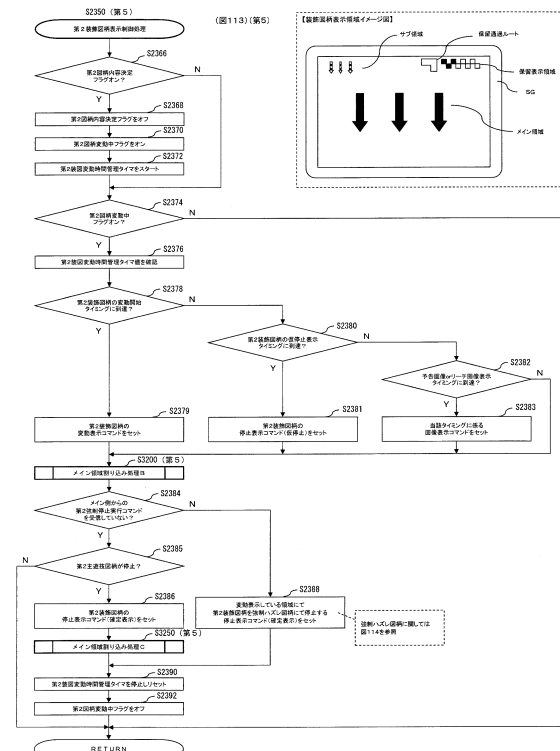 S2350 (第５)
第２装飾図柄表示制御処理
(図113)(第5)
【装飾図柄表示領域イメージ図】
サブ領域
保留通過ルート
保留表示領域
SG
メイン領域
S2366
第２図柄内容決定
フラグオン？
N
Y
S2368
第２図柄内容決定フラグをオフ
S2370
第２図柄変動中フラグをオン
S2372
第２装図変動時間管理タイマをスタート
S2374
第２図柄変動中
フラグオン？
N
Y
S2376
第２装図変動時間管理タイマ値を確認
S2378
第２装飾図柄の変動開始
タイミングに到達？
N
Y
S2380
第２装飾図柄の仮停止表示
タイミングに到達？
N
Y
S2382
予告画像orリーチ画像表示
タイミングに到達？
N
Y
S2379
第２装飾図柄の
変動表示コマンドをセット
S2381
第２装飾図柄の
停止表示コマンド(仮停止)をセット
S2383
当該タイミングに係る
画像表示コマンドをセット
S3200 (第５)
メイン領域割り込み処理B
S2384
メイン側からの
第２強制停止実行コマンド
を受信していない？
N
Y
S2385
第２主遊技図柄が停止？
N
Y
S2386
第２装飾図柄の
停止表示コマンド(確定表示)をセット
S2388
変動表示している領域にて
第２装飾図柄を強制ハズレ図柄にて停止する
停止表示コマンド(確定表示)をセット
強制ハズレ図柄に関しては
図114を参照
S3250 (第５)
メイン領域割り込み処理C
S2390
第２装図変動時間管理タイマを停止しリセット
S2392
第２図柄変動中フラグをオフ
RETURN